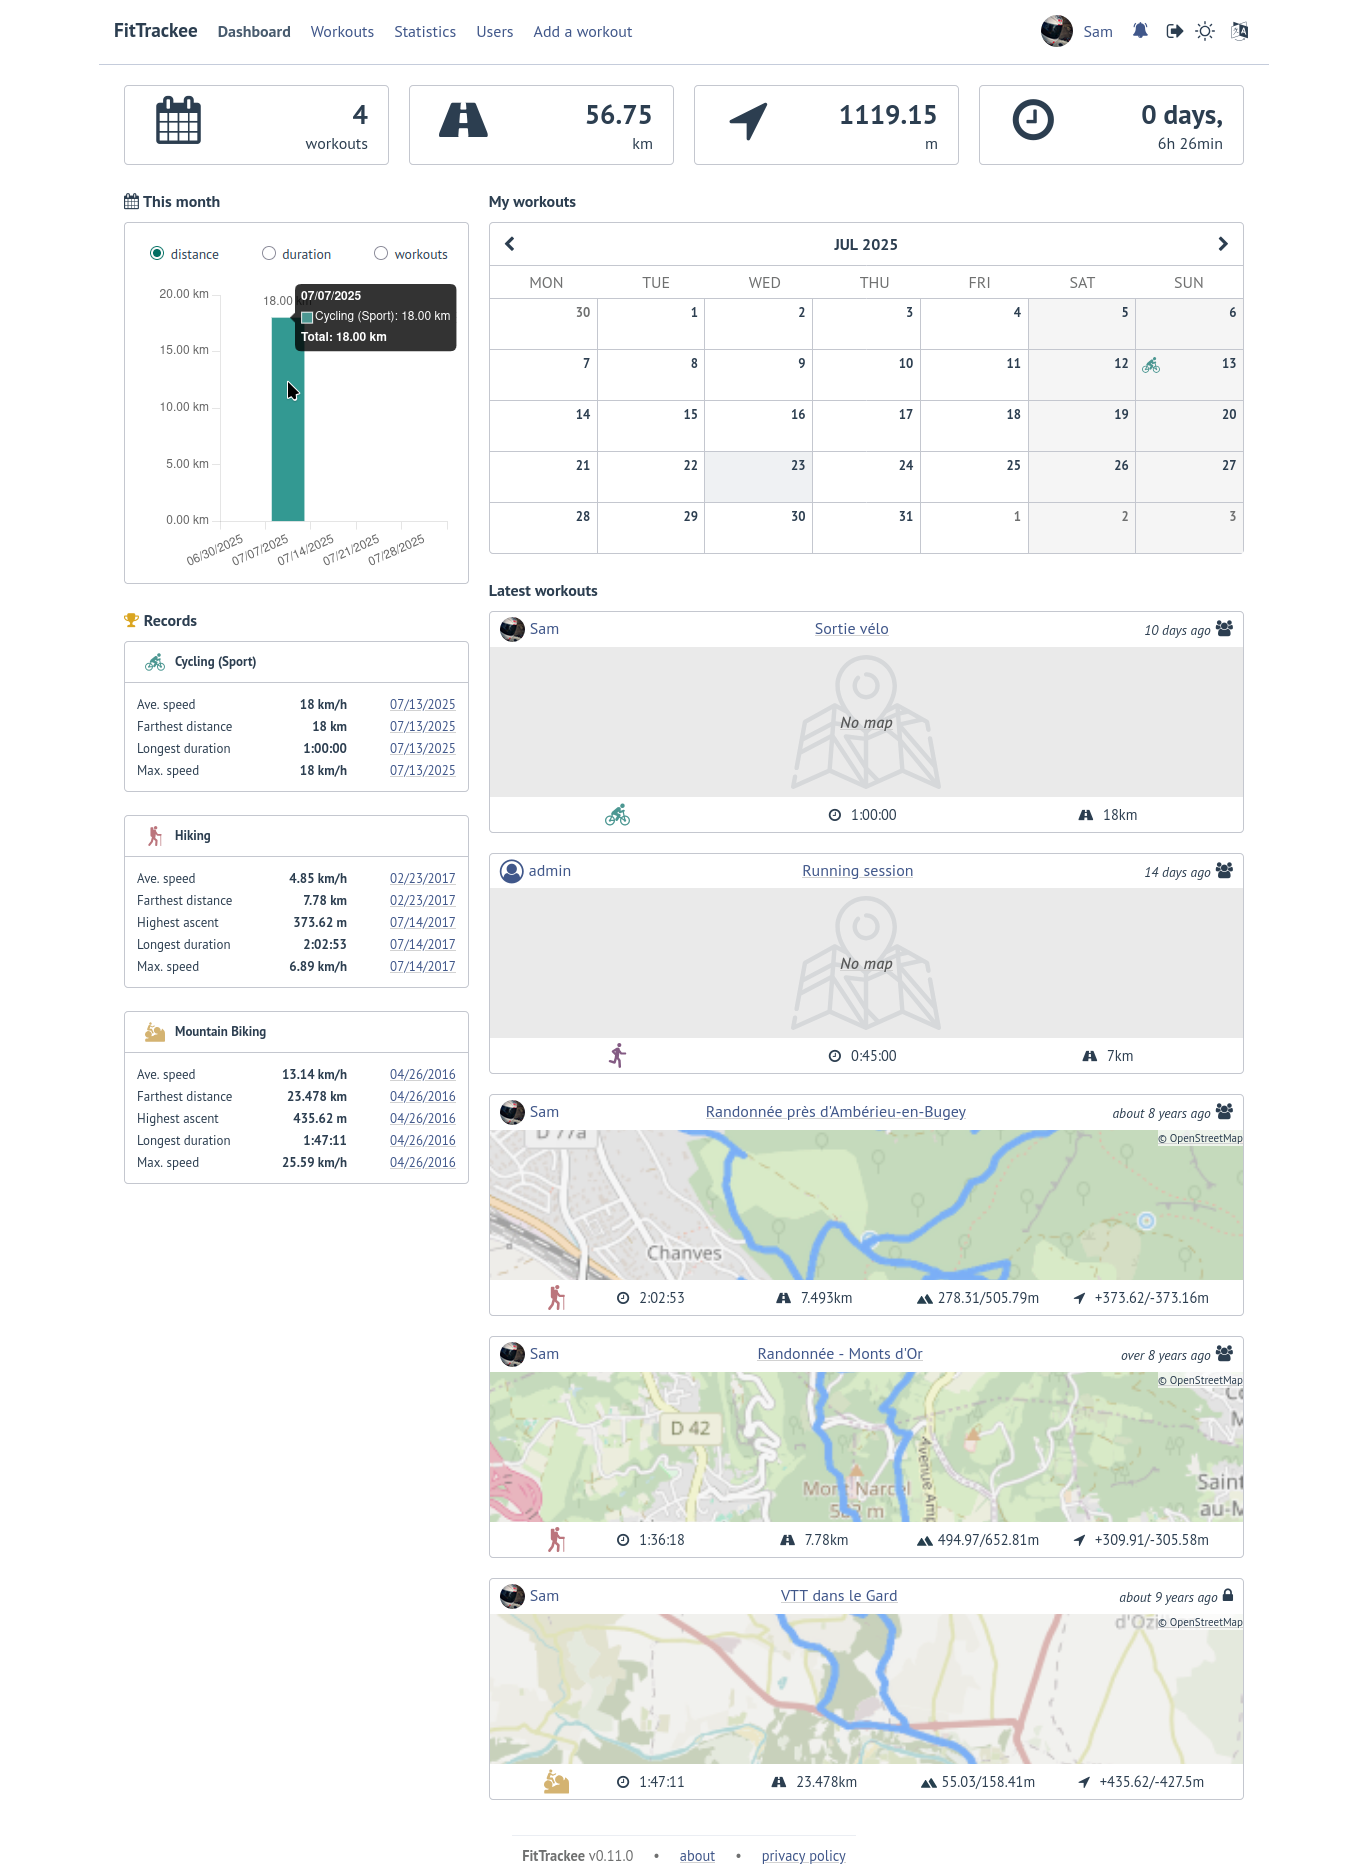 FitTrackee Dashboard Workouts Statistics Users Add a workout Sam
4
workouts
56.75
km
1119.15
m
0 days,
6h 26min
This month
distance duration workouts
20.00 km
15.00 km
10.00 km
5.00 km
0.00 km
18.00
07/07/2025
Cycling (Sport): 18.00 km
Total: 18.00 km
06/30/2025 07/07/2025 07/14/2025 07/21/2025 07/28/2025
Records
Cycling (Sport)
Ave. speed 18 km/h 07/13/2025
Farthest distance 18 km 07/13/2025
Longest duration 1:00:00 07/13/2025
Max. speed 18 km/h 07/13/2025
Hiking
Ave. speed 4.85 km/h 02/23/2017
Farthest distance 7.78 km 02/23/2017
Highest ascent 373.62 m 07/14/2017
Longest duration 2:02:53 07/14/2017
Max. speed 6.89 km/h 07/14/2017
Mountain Biking
Ave. speed 13.14 km/h 04/26/2016
Farthest distance 23.478 km 04/26/2016
Highest ascent 435.62 m 04/26/2016
Longest duration 1:47:11 04/26/2016
Max. speed 25.59 km/h 04/26/2016
My workouts
JUL 2025
MON TUE WED THU FRI SAT SUN
30 1 2 3 4 5 6
7 8 9 10 11 12 13
14 15 16 17 18 19 20
21 22 23 24 25 26 27
28 29 30 31 1 2 3
Latest workouts
Sam Sortie vélo 10 days ago
No map
1:00:00 18km
admin Running session 14 days ago
No map
0:45:00 7km
Sam Randonnée près d'Ambérieu-en-Bugey about 8 years ago
© OpenStreetMap
D 77a
Chanves
2:02:53 7.493km 278.31/505.79m +373.62/-373.16m
Sam Randonnée - Monts d'Or over 8 years ago
© OpenStreetMap
D 42
Avenue
Mont Narcel
Saint
au-M
1:36:18 7.78km 494.97/652.81m +309.91/-305.58m
Sam VTT dans le Gard about 9 years ago
© OpenStreetMap
1:47:11 23.478km 55.03/158.41m +435.62/-427.5m
FitTrackee v0.11.0 • about • privacy policy